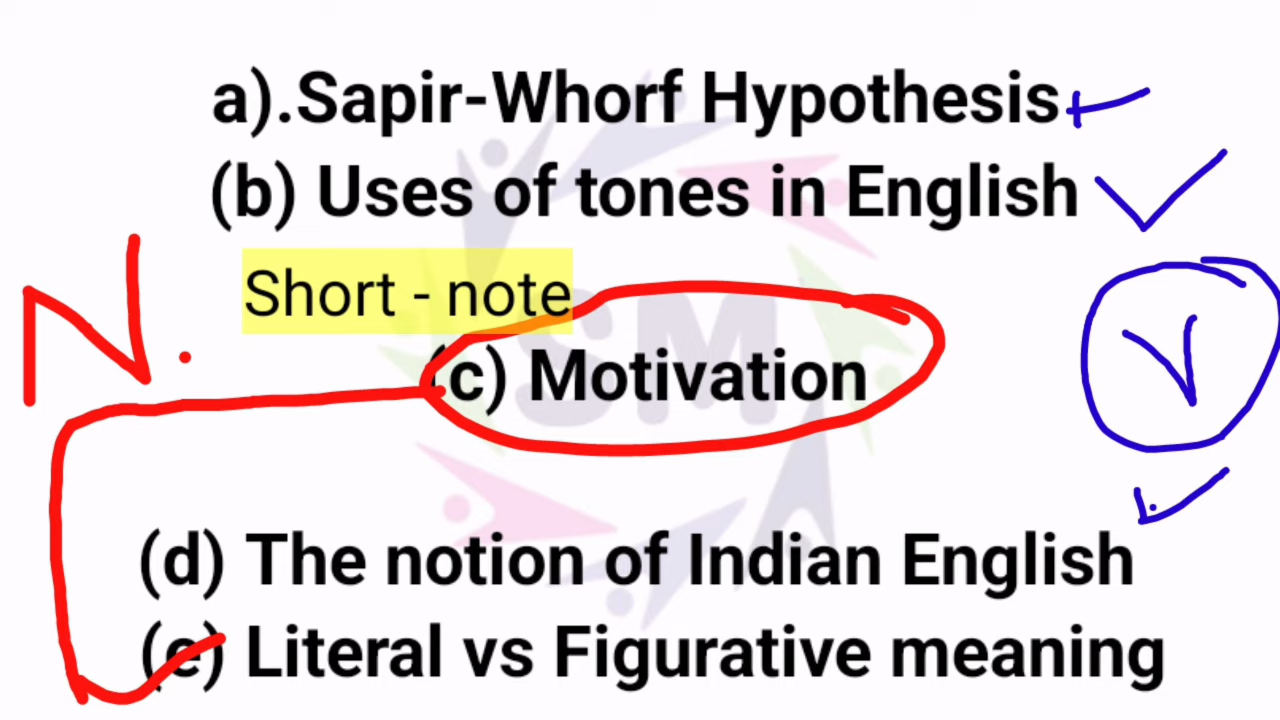 a).Sapir-Whorf Hypothesis
(b) Uses of tones in English
N.
Short - note
SM
(c) Motivation
(d) The notion of Indian English
(e) Literal vs Figurative meaning